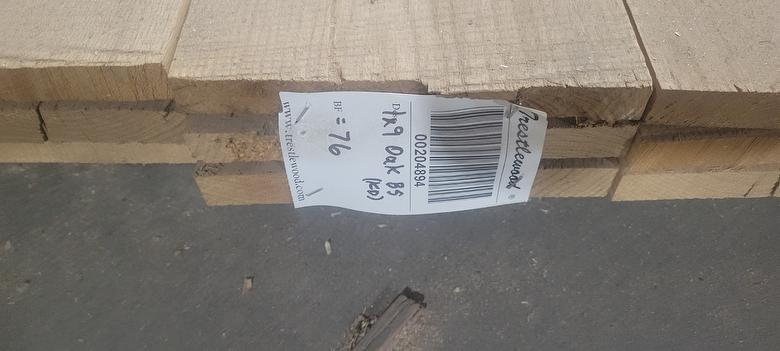 Trestlewood
00204894
D 1x9 Oak BS
(KD)
BF = 76
www.trestlewood.com